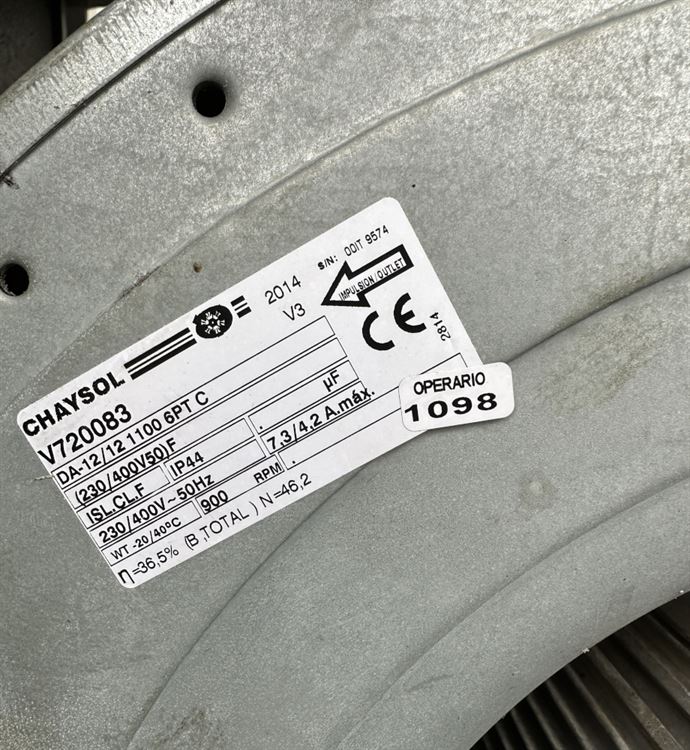 CHAYSOL
2014
S/N: 00IT 9574
V720083
V3
IMPULSION/OUTLET
DA-12/12 1100 6PT C
CE
2814
(230/400V50)F
. µF
ISL.CL.F IP44
7,3/4,2 A.máx.
230/400V~50Hz
WT -20/40ºC 900 RPM .
η=36,5% (B,TOTAL) N=46,2
OPERARIO
1098